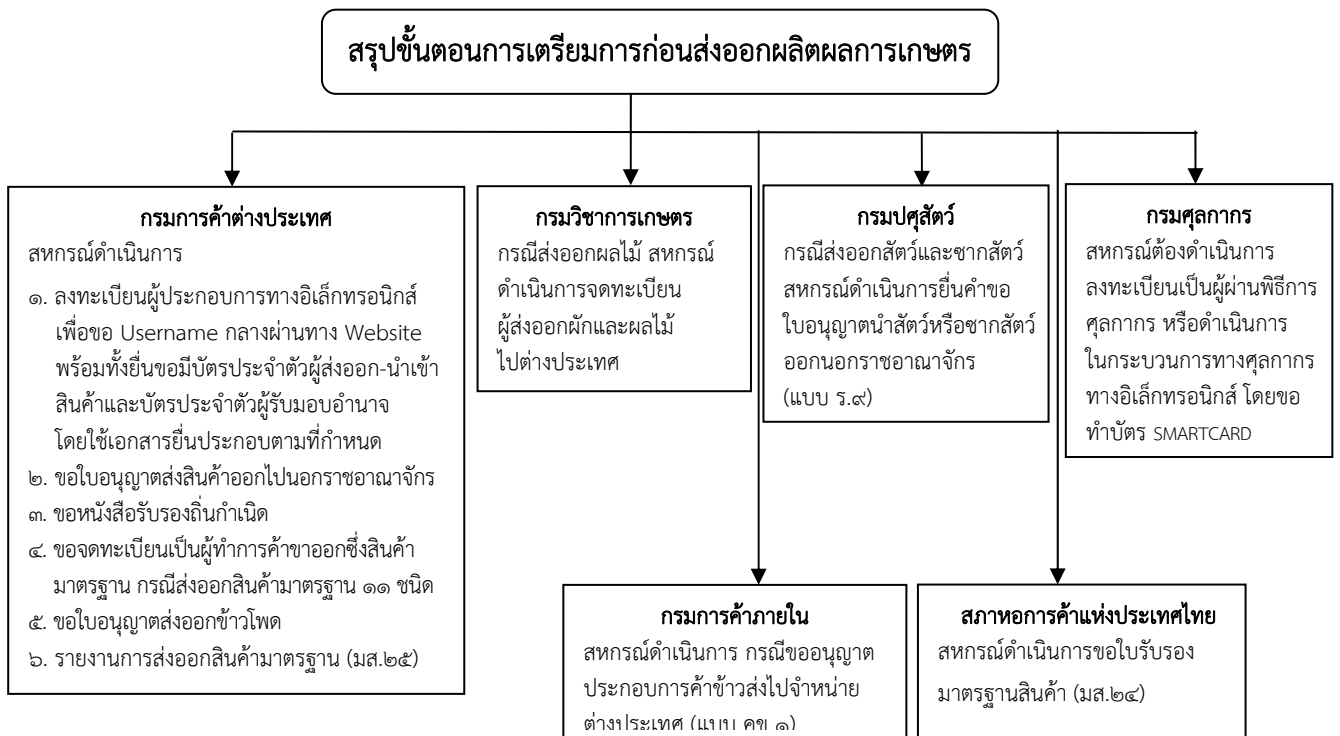 สรุปขั้นตอนการเตรียมการก่อนส่งออกผลิตผลการเกษตร
กรมการค้าต่างประเทศ
สหกรณ์ดำเนินการ
๑. ลงทะเบียนผู้ประกอบการทางอิเล็กทรอนิกส์
เพื่อขอ Username กลางผ่านทาง Website
พร้อมทั้งยื่นขอมีบัตรประจำตัวผู้ส่งออก-นำเข้า
สินค้าและบัตรประจำตัวผู้รับมอบอำนาจ
โดยใช้เอกสารยื่นประกอบตามที่กำหนด
๒. ขอใบอนุญาตส่งสินค้าออกไปนอกราชอาณาจักร
๓. ขอหนังสือรับรองถิ่นกำเนิด
๔. ขอจดทะเบียนเป็นผู้ทำการค้าขาออกซึ่งสินค้า
มาตรฐาน กรณีส่งออกสินค้ามาตรฐาน ๑๑ ชนิด
๕. ขอใบอนุญาตส่งออกข้าวโพด
๖. รายงานการส่งออกสินค้ามาตรฐาน (มส.๒๕)
กรมวิชาการเกษตร
กรณีส่งออกผลไม้ สหกรณ์
ดำเนินการจดทะเบียน
ผู้ส่งออกผักและผลไม้
ไปต่างประเทศ
กรมปศุสัตว์
กรณีส่งออกสัตว์และซากสัตว์
สหกรณ์ดำเนินการยื่นคำขอ
ใบอนุญาตนำสัตว์หรือซากสัตว์
ออกนอกราชอาณาจักร
(แบบ ร.๙)
กรมศุลกากร
สหกรณ์ต้องดำเนินการ
ลงทะเบียนเป็นผู้ผ่านพิธีการ
ศุลกากร หรือดำเนินการ
ในกระบวนการทางศุลกากร
ทางอิเล็กทรอนิกส์ โดยขอ
ทำบัตร SMARTCARD
กรมการค้าภายใน
สหกรณ์ดำเนินการ กรณีขออนุญาต
ประกอบการค้าข้าวส่งไปจำหน่าย
ต่างประเทศ (แบบ คข ๑)
สภาหอการค้าแห่งประเทศไทย
สหกรณ์ดำเนินการขอใบรับรอง
มาตรฐานสินค้า (มส.๒๔)